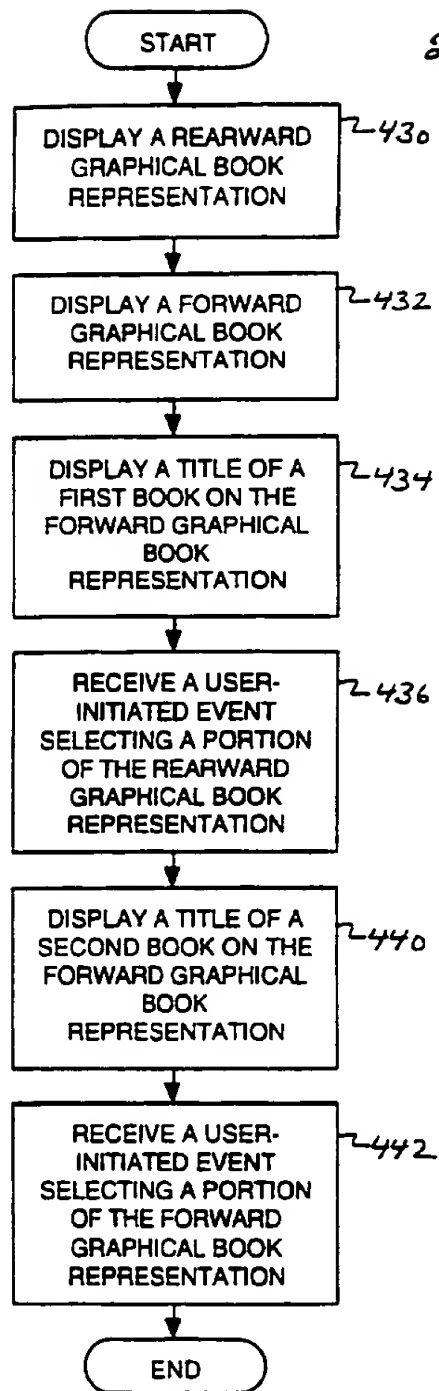 START
DISPLAY A REARWARD
GRAPHICAL BOOK
REPRESENTATION
430
DISPLAY A FORWARD
GRAPHICAL BOOK
REPRESENTATION
432
DISPLAY A TITLE OF A
FIRST BOOK ON THE
FORWARD GRAPHICAL
BOOK
REPRESENTATION
434
RECEIVE A USER-
INITIATED EVENT
SELECTING A PORTION
OF THE REARWARD
GRAPHICAL BOOK
REPRESENTATION
436
DISPLAY A TITLE OF A
SECOND BOOK ON THE
FORWARD GRAPHICAL
BOOK
REPRESENTATION
440
RECEIVE A USER-
INITIATED EVENT
SELECTING A PORTION
OF THE FORWARD
GRAPHICAL BOOK
REPRESENTATION
442
END